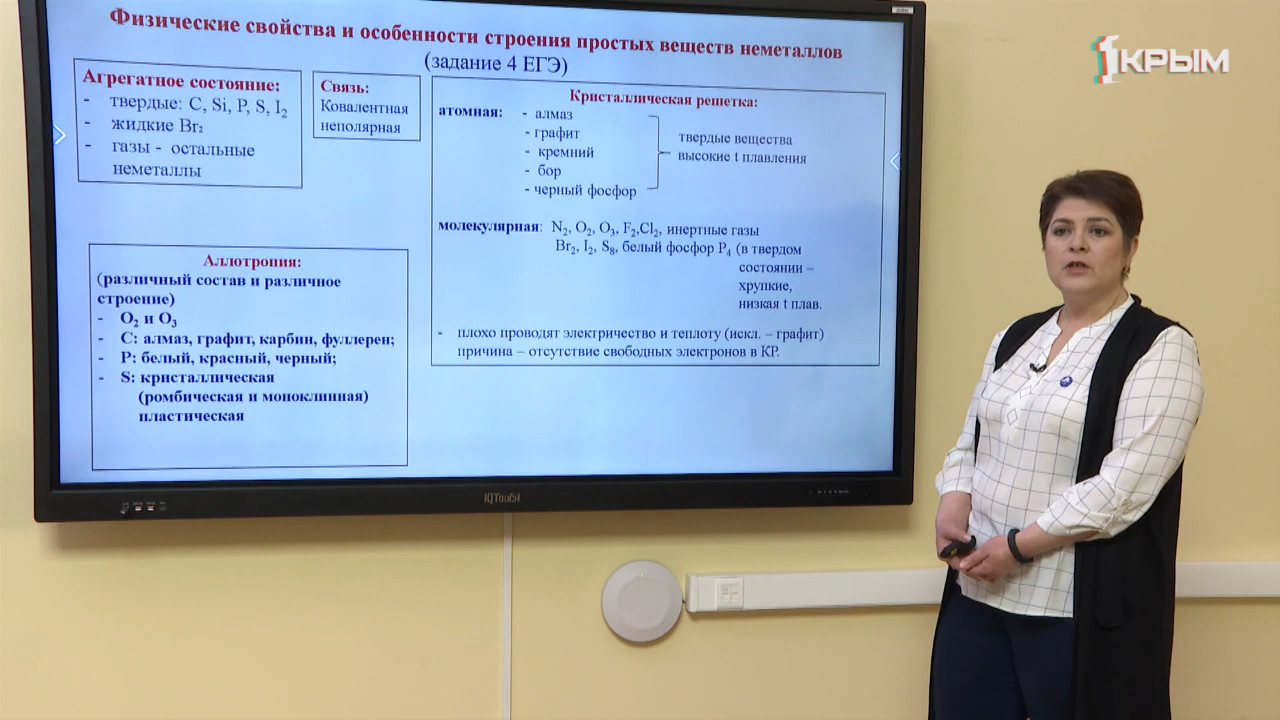 Физические свойства и особенности строения простых веществ неметаллов
(задание 4 ЕГЭ)
Агрегатное состояние:
- твердые: C, Si, P, S, I₂
- жидкие Br₂
- газы - остальные
неметаллы
Связь:
Ковалентная
неполярная
Кристаллическая решетка:
атомная: - алмаз
- графит
- кремний
- бор
- черный фосфор
твердые вещества
высокие t плавления
молекулярная: N₂, O₂, O₃, F₂,Cl₂, инертные газы
Br₂, I₂, S₈, белый фосфор P₄ (в твердом
состоянии –
хрупкие,
низкая t плав.
- плохо проводят электричество и теплоту (искл. – графит)
причина – отсутствие свободных электронов в КР.
Аллотропия:
(различный состав и различное
строение)
- O₂ и O₃
- C: алмаз, графит, карбин, фуллерен;
- P: белый, красный, черный;
- S: кристаллическая
(ромбическая и моноклинная)
пластическая
IQTouch
1КРЫМ